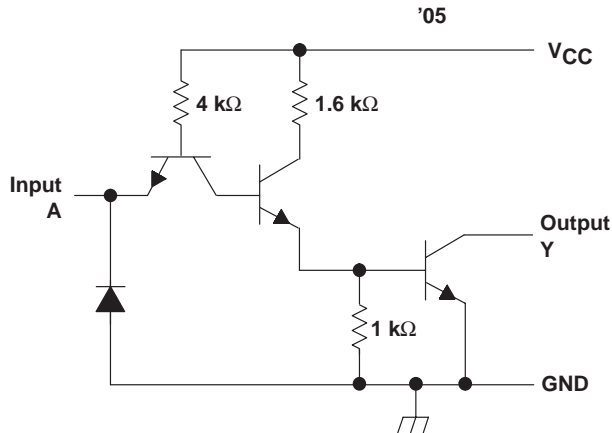 '05
VCC
4 kΩ
1.6 kΩ
Input
A
Output
Y
1 kΩ
GND